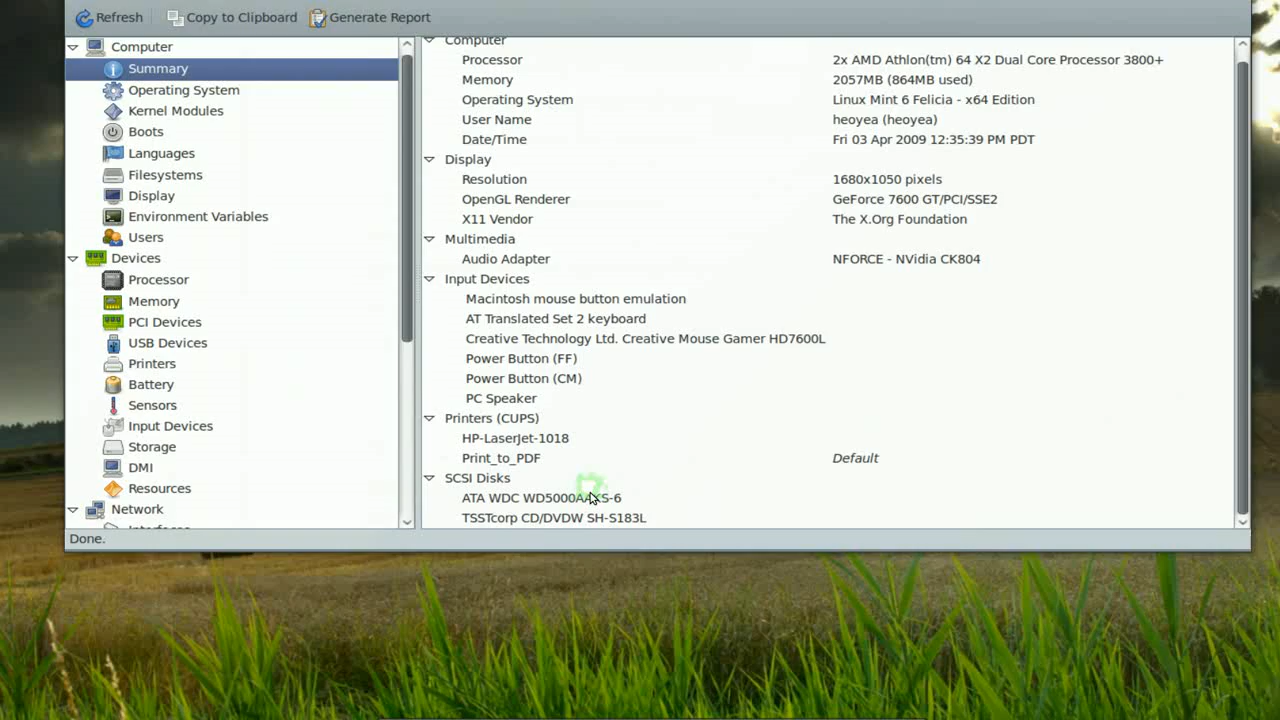 Refresh Copy to Clipboard Generate Report
Computer
Summary
Operating System
Kernel Modules
Boots
Languages
Filesystems
Display
Environment Variables
Users
Devices
Processor
Memory
PCI Devices
USB Devices
Printers
Battery
Sensors
Input Devices
Storage
DMI
Resources
Network
Interfaces
Computer
Processor 2x AMD Athlon(tm) 64 X2 Dual Core Processor 3800+
Memory 2057MB (864MB used)
Operating System Linux Mint 6 Felicia - x64 Edition
User Name heoyea (heoyea)
Date/Time Fri 03 Apr 2009 12:35:39 PM PDT
Display
Resolution 1680x1050 pixels
OpenGL Renderer GeForce 7600 GT/PCI/SSE2
X11 Vendor The X.Org Foundation
Multimedia
Audio Adapter NFORCE - NVidia CK804
Input Devices
Macintosh mouse button emulation
AT Translated Set 2 keyboard
Creative Technology Ltd. Creative Mouse Gamer HD7600L
Power Button (FF)
Power Button (CM)
PC Speaker
Printers (CUPS)
HP-LaserJet-1018
Print_to_PDF Default
SCSI Disks
ATA WDC WD5000AAKS-6
TSSTcorp CD/DVDW SH-S183L
Done.